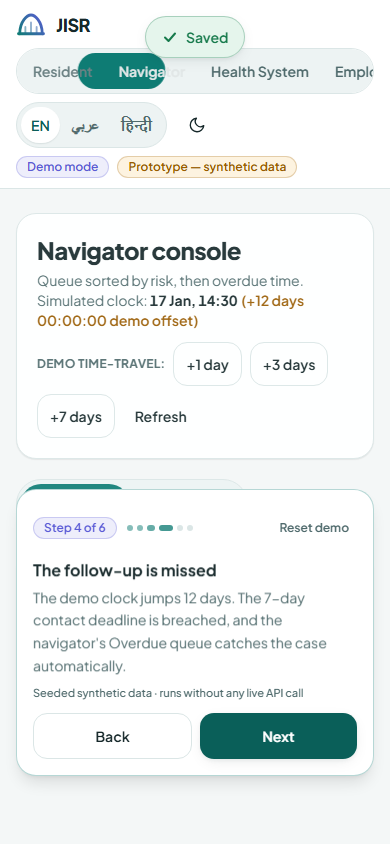 JISR
Saved
Resident Navigator Health System Emplo
EN عربي हिन्दी
Demo mode Prototype — synthetic data
Navigator console
Queue sorted by risk, then overdue time.
Simulated clock: 17 Jan, 14:30 (+12 days
00:00:00 demo offset)
DEMO TIME-TRAVEL: +1 day +3 days
+7 days Refresh
Step 4 of 6 Reset demo
The follow-up is missed
The demo clock jumps 12 days. The 7-day
contact deadline is breached, and the
navigator's Overdue queue catches the case
automatically.
Seeded synthetic data · runs without any live API call
Back Next